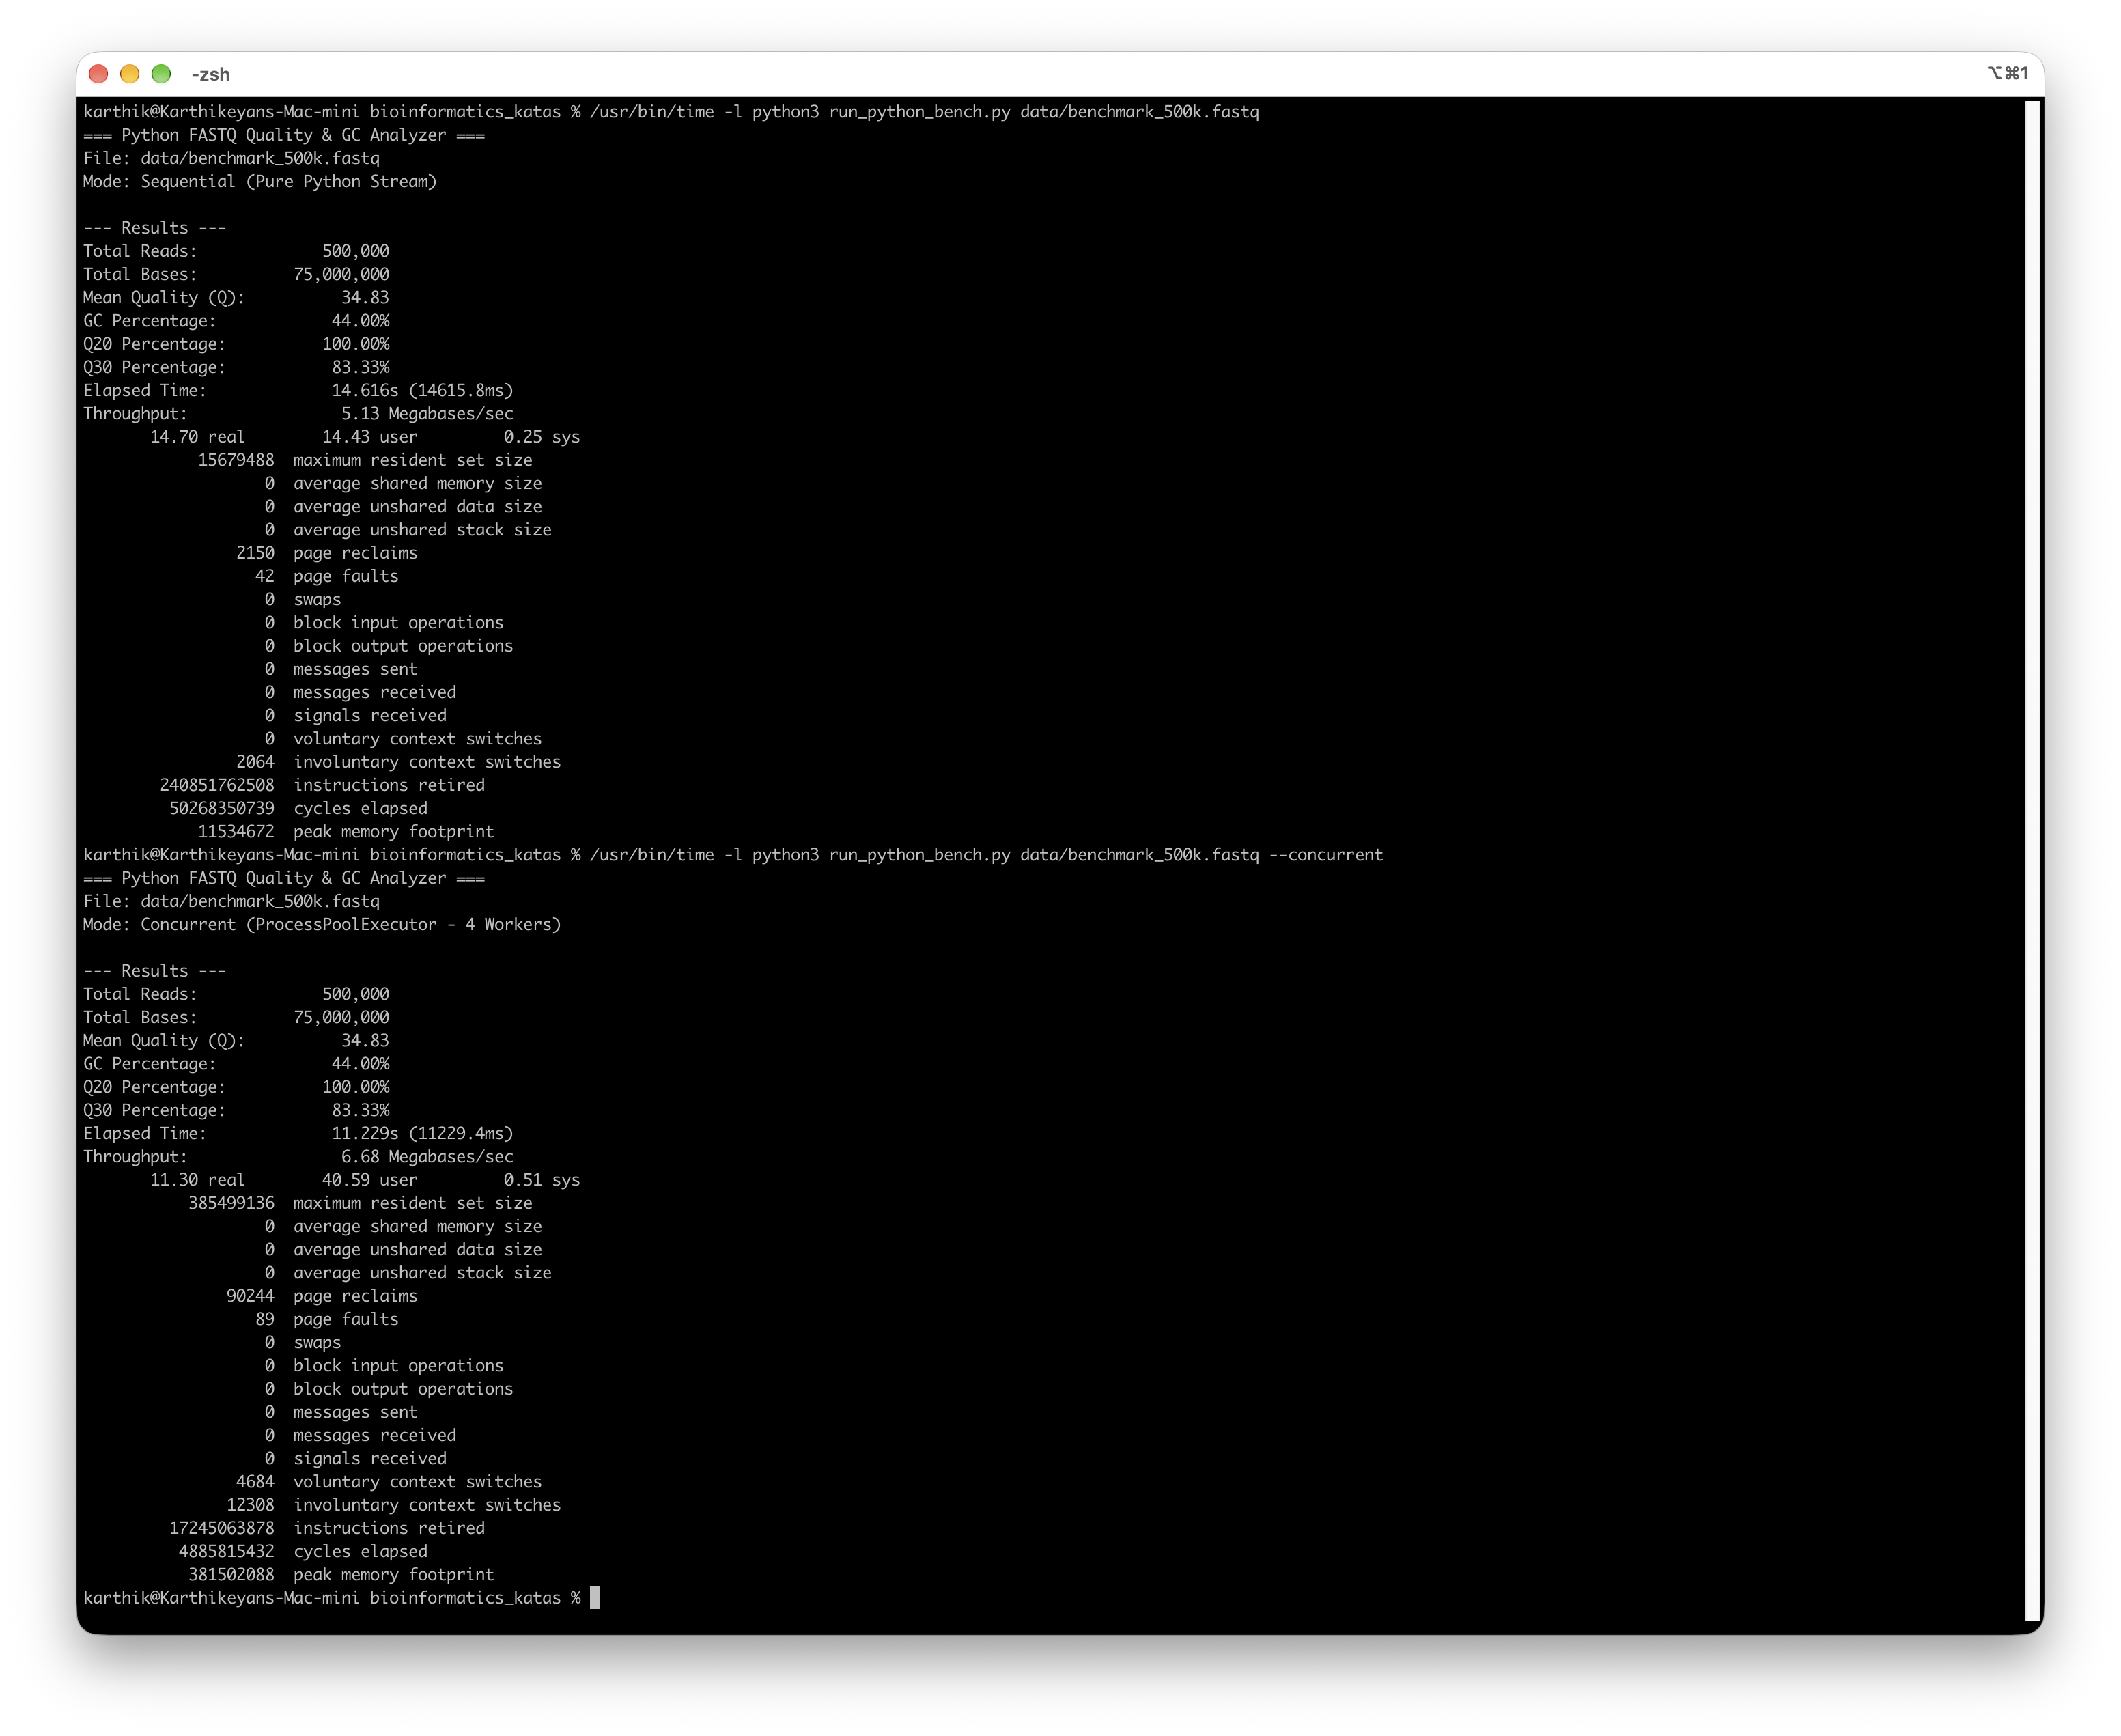 -zsh
⌥⌘1
karthik@Karthikeyans-Mac-mini bioinformatics_katas % /usr/bin/time -l python3 run_python_bench.py data/benchmark_500k.fastq
=== Python FASTQ Quality & GC Analyzer ===
File: data/benchmark_500k.fastq
Mode: Sequential (Pure Python Stream)
--- Results ---
Total Reads: 500,000
Total Bases: 75,000,000
Mean Quality (Q): 34.83
GC Percentage: 44.00%
Q20 Percentage: 100.00%
Q30 Percentage: 83.33%
Elapsed Time: 14.616s (14615.8ms)
Throughput: 5.13 Megabases/sec
14.70 real 14.43 user 0.25 sys
15679488 maximum resident set size
0 average shared memory size
0 average unshared data size
0 average unshared stack size
2150 page reclaims
42 page faults
0 swaps
0 block input operations
0 block output operations
0 messages sent
0 messages received
0 signals received
0 voluntary context switches
2064 involuntary context switches
240851762508 instructions retired
50268350739 cycles elapsed
11534672 peak memory footprint
karthik@Karthikeyans-Mac-mini bioinformatics_katas % /usr/bin/time -l python3 run_python_bench.py data/benchmark_500k.fastq --concurrent
=== Python FASTQ Quality & GC Analyzer ===
File: data/benchmark_500k.fastq
Mode: Concurrent (ProcessPoolExecutor - 4 Workers)
--- Results ---
Total Reads: 500,000
Total Bases: 75,000,000
Mean Quality (Q): 34.83
GC Percentage: 44.00%
Q20 Percentage: 100.00%
Q30 Percentage: 83.33%
Elapsed Time: 11.229s (11229.4ms)
Throughput: 6.68 Megabases/sec
11.30 real 40.59 user 0.51 sys
385499136 maximum resident set size
0 average shared memory size
0 average unshared data size
0 average unshared stack size
90244 page reclaims
89 page faults
0 swaps
0 block input operations
0 block output operations
0 messages sent
0 messages received
0 signals received
4684 voluntary context switches
12308 involuntary context switches
17245063878 instructions retired
4885815432 cycles elapsed
381502088 peak memory footprint
karthik@Karthikeyans-Mac-mini bioinformatics_katas %